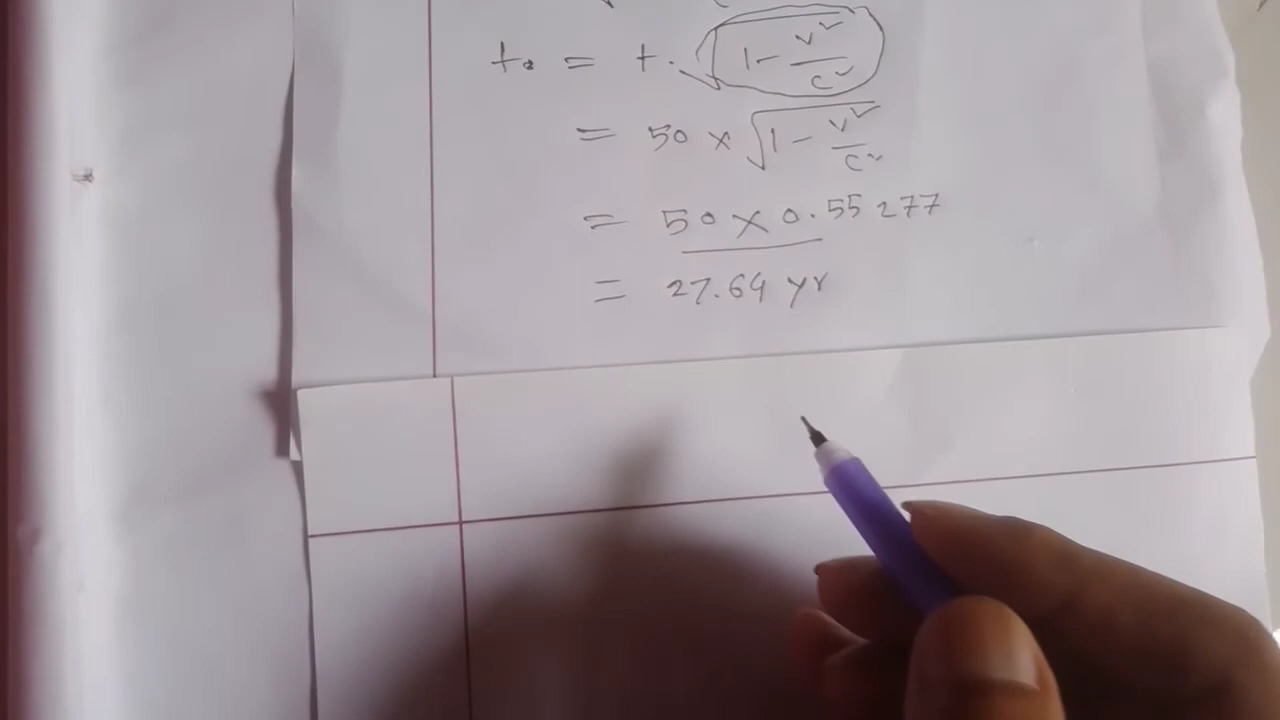 t₀ = t.√(1 - v²/c²)
= 50 × √(1 - v²/c²)
= 50 × 0.55277
= 27.64 yr